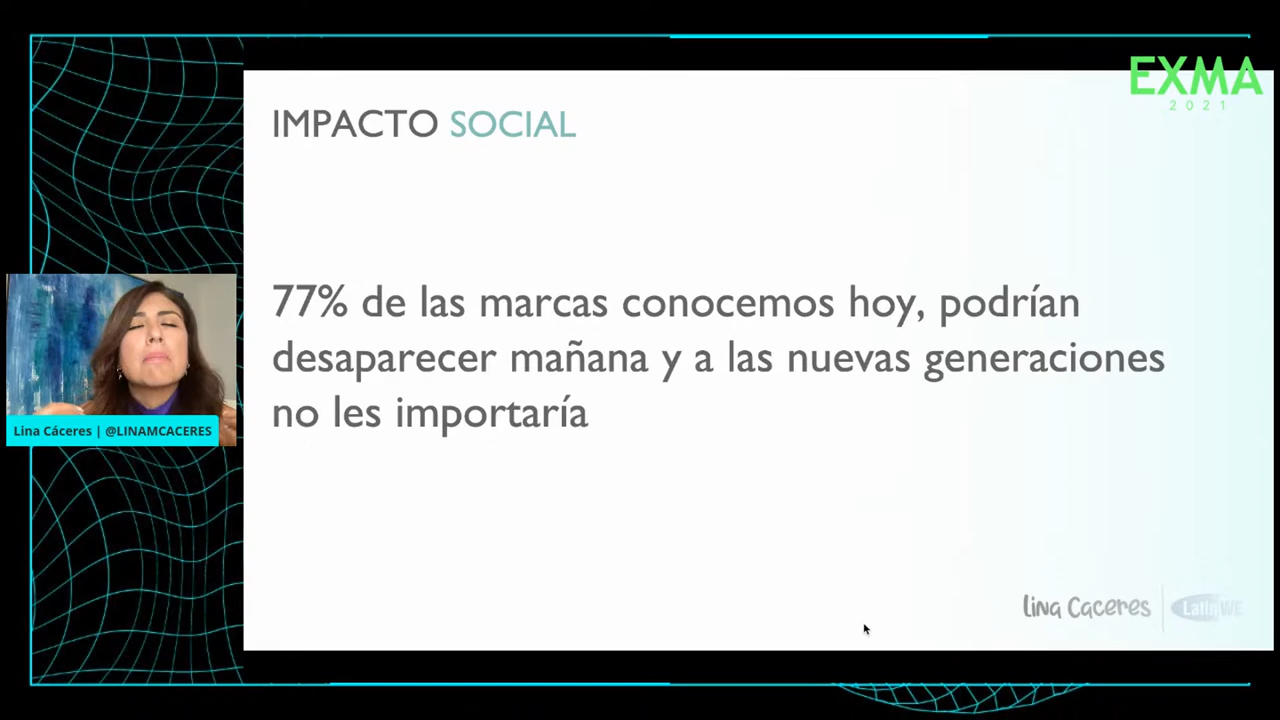 EXMA
2021
IMPACTO SOCIAL
77% de las marcas conocemos hoy, podrían
desaparecer mañana y a las nuevas generaciones
no les importaría
Lina Cáceres | @LINAMCACERES
Lina Caceres
LatinWE